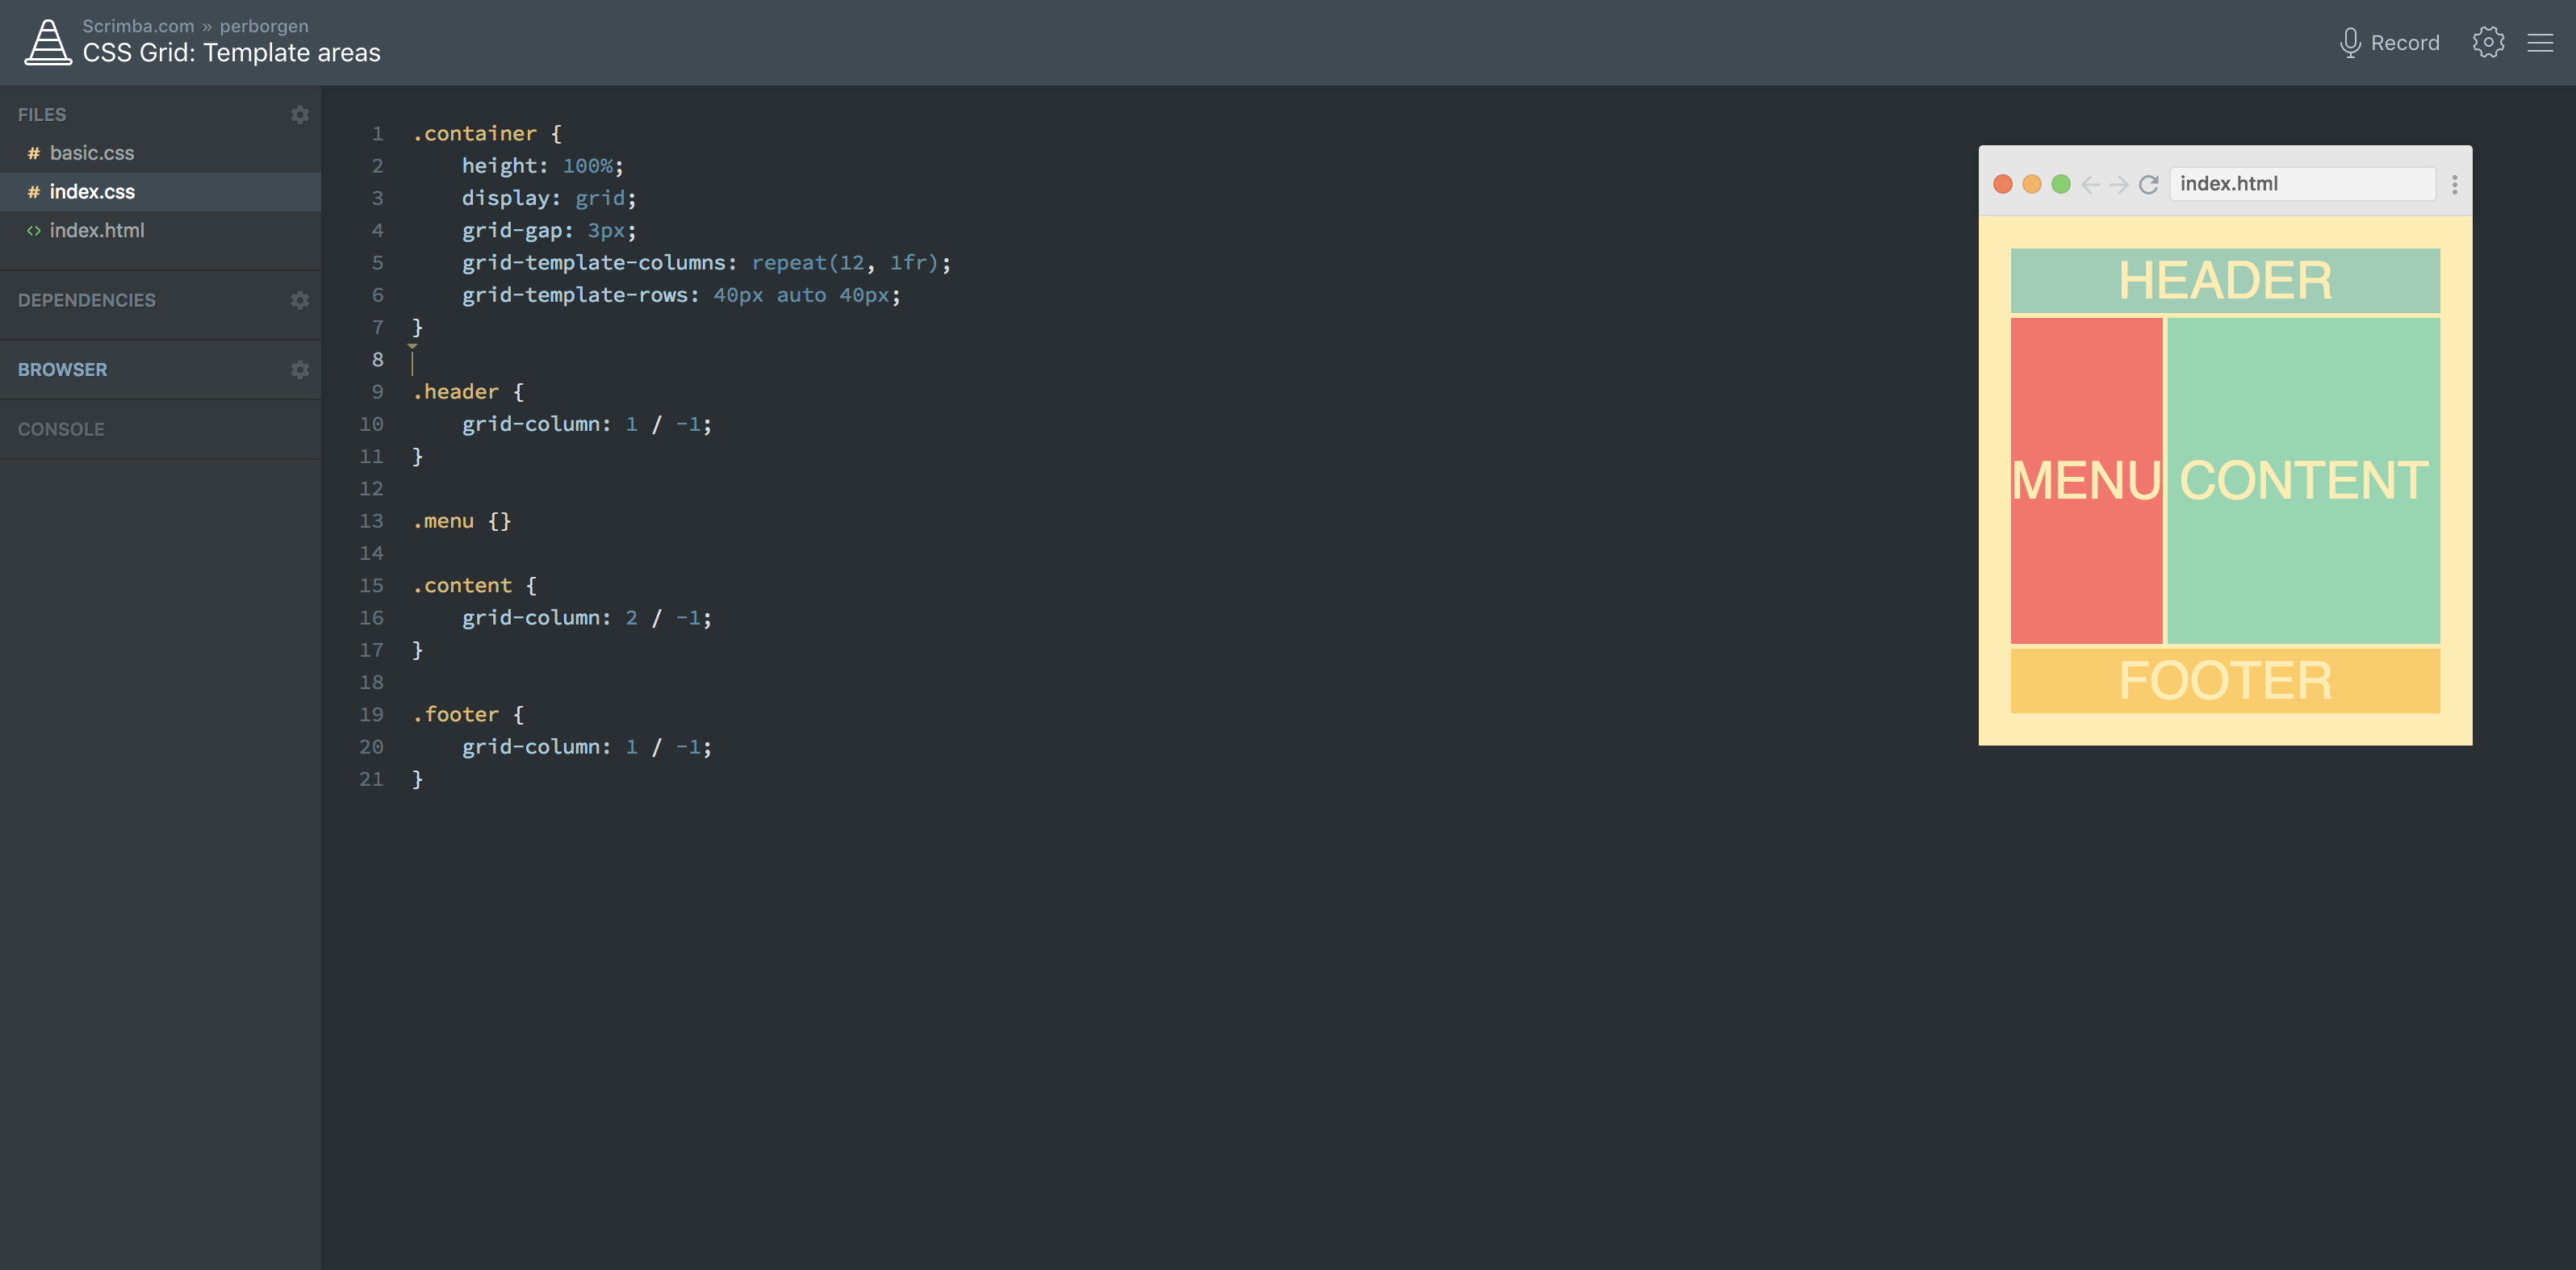 Scrimba.com » perborgen
CSS Grid: Template areas
Record
FILES
# basic.css
# index.css
<> index.html
DEPENDENCIES
BROWSER
CONSOLE
1 .container {
2     height: 100%;
3     display: grid;
4     grid-gap: 3px;
5     grid-template-columns: repeat(12, 1fr);
6     grid-template-rows: 40px auto 40px;
7 }
8
9 .header {
10     grid-column: 1 / -1;
11 }
12
13 .menu {}
14
15 .content {
16     grid-column: 2 / -1;
17 }
18
19 .footer {
20     grid-column: 1 / -1;
21 }
index.html
HEADER
MENU CONTENT
FOOTER